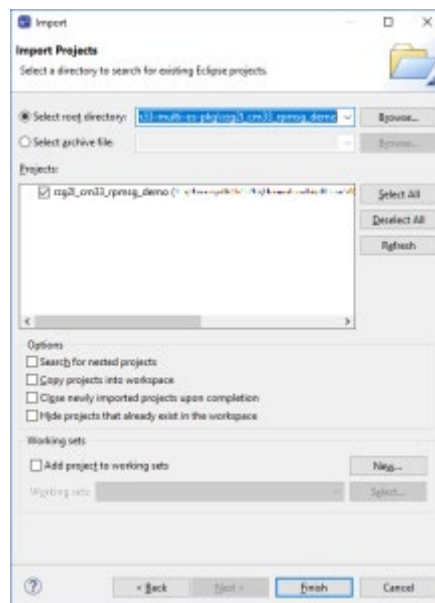 Import
Import Projects
Select a directory to search for existing Eclipse projects.
Select root directory: \rzg2l_cm33_rpmsg_demo Browse...
Select archive file: Browse...
Projects:
rzg2l_cm33_rpmsg_demo
Select All
Deselect All
Refresh
Options
Search for nested projects
Copy projects into workspace
Close newly imported projects upon completion
Hide projects that already exist in the workspace
Working sets
Add project to working sets New...
Working sets: Select...
? < Back Next > Finish Cancel